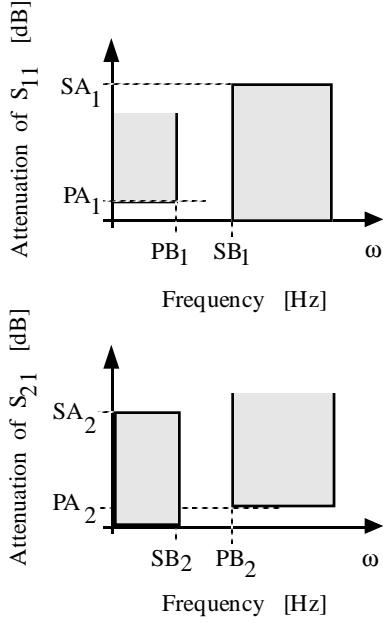 Attenuation of S11 [dB]
SA1
PA1
PB1 SB1 ω
Frequency [Hz]
Attenuation of S21 [dB]
SA2
PA2
SB2 PB2 ω
Frequency [Hz]